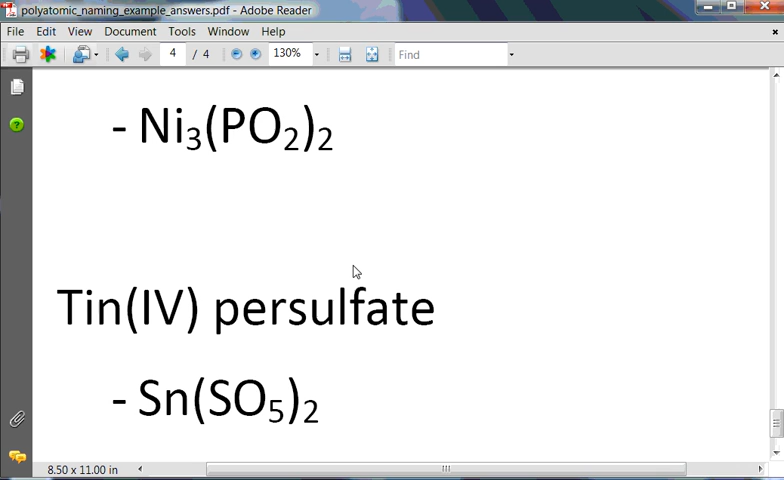 polyatomic_naming_example_answers.pdf - Adobe Reader
File Edit View Document Tools Window Help
4 / 4 130% Find
- Ni₃(PO₂)₂
Tin(IV) persulfate
- Sn(SO₅)₂
8.50 x 11.00 in